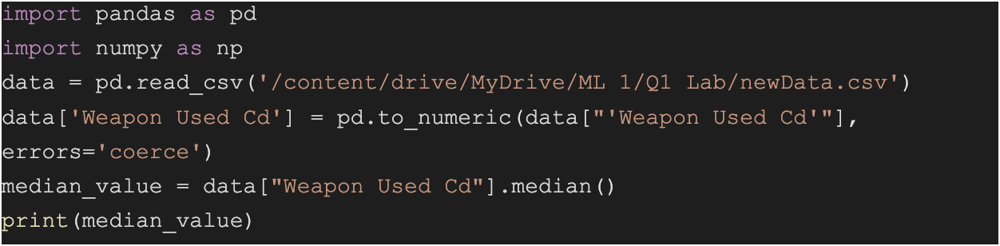 import pandas as pd
import numpy as np
data = pd.read_csv('/content/drive/MyDrive/ML 1/Q1 Lab/newData.csv')
data['Weapon Used Cd'] = pd.to_numeric(data["'Weapon Used Cd'"],
errors='coerce')
median_value = data["Weapon Used Cd"].median()
print(median_value)